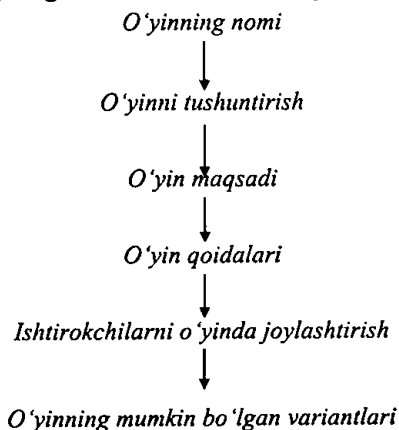 O‘yinning nomi
O‘yinni tushuntirish
O‘yin maqsadi
O‘yin qoidalari
Ishtirokchilarni o‘yinda joylashtirish
O‘yinning mumkin bo‘lgan variantlari